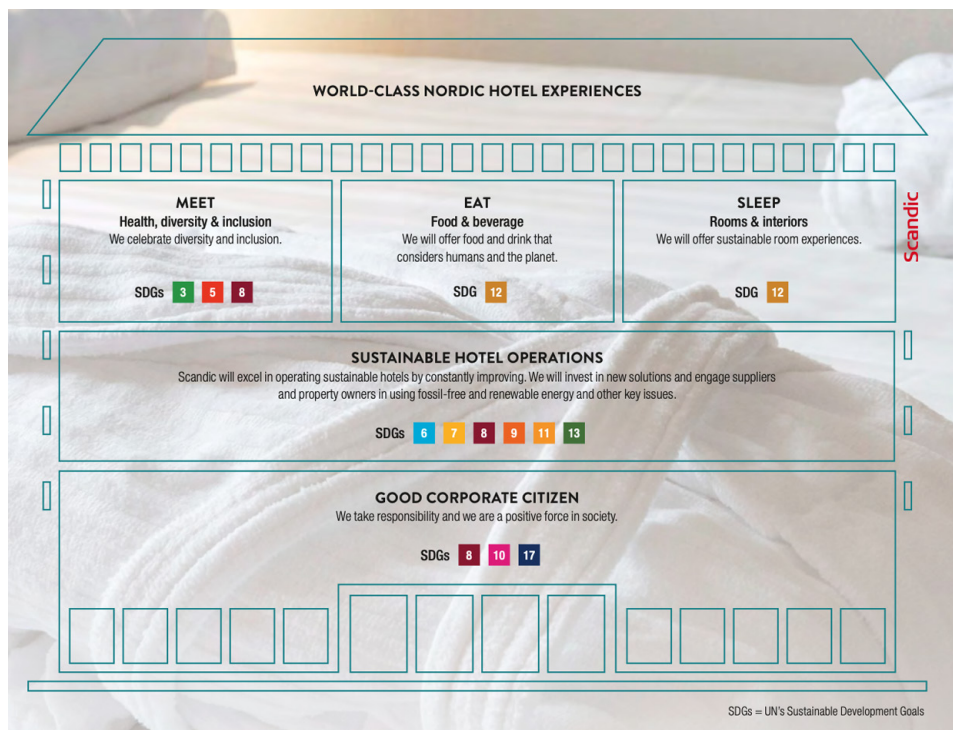 WORLD-CLASS NORDIC HOTEL EXPERIENCES
MEET
Health, diversity & inclusion
We celebrate diversity and inclusion.
SDGs 3 5 8
EAT
Food & beverage
We will offer food and drink that
considers humans and the planet.
SDG 12
SLEEP
Rooms & interiors
We will offer sustainable room experiences.
SDG 12
Scandic
SUSTAINABLE HOTEL OPERATIONS
Scandic will excel in operating sustainable hotels by constantly improving. We will invest in new solutions and engage suppliers
and property owners in using fossil-free and renewable energy and other key issues.
SDGs 6 7 8 9 11 13
GOOD CORPORATE CITIZEN
We take responsibility and we are a positive force in society.
SDGs 8 10 17
SDGs = UN's Sustainable Development Goals